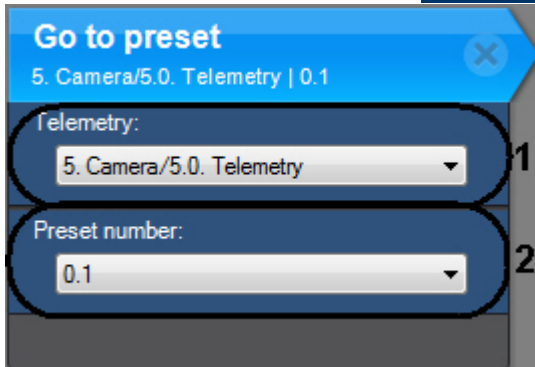 Go to preset
5. Camera/5.0. Telemetry | 0.1
Telemetry:
5. Camera/5.0. Telemetry
1
Preset number:
0.1
2